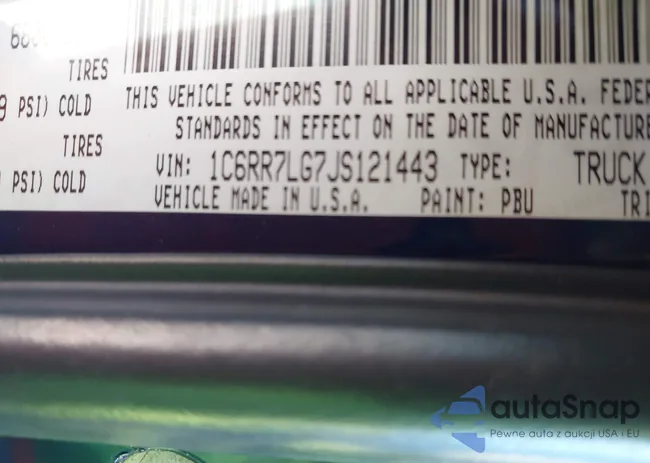 TIRES
PSI) COLD
THIS VEHICLE CONFORMS TO ALL APPLICABLE U.S.A. FEDER
STANDARDS IN EFFECT ON THE DATE OF MANUFACTURE
TIRES
VIN: 1C6RR7LG7JS121443 TYPE: TRUCK
PSI) COLD
VEHICLE MADE IN U.S.A. PAINT: PBU TRI
autaSnap
Pewne auta z aukcji USA i EU